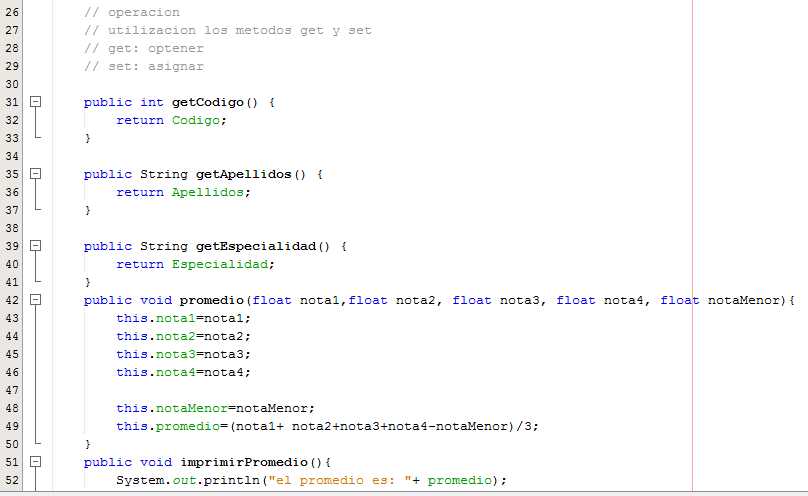 26 // operacion
27 // utilizacion los metodos get y set
28 // get: optener
29 // set: asignar
30
31 public int getCodigo() {
32 return Codigo;
33 }
34
35 public String getApellidos() {
36 return Apellidos;
37 }
38
39 public String getEspecialidad() {
40 return Especialidad;
41 }
42 public void promedio(float nota1,float nota2, float nota3, float nota4, float notaMenor){
43 this.nota1=nota1;
44 this.nota2=nota2;
45 this.nota3=nota3;
46 this.nota4=nota4;
47
48 this.notaMenor=notaMenor;
49 this.promedio=(nota1+ nota2+nota3+nota4-notaMenor)/3;
50 }
51 public void imprimirPromedio(){
52 System.out.println("el promedio es: "+ promedio);